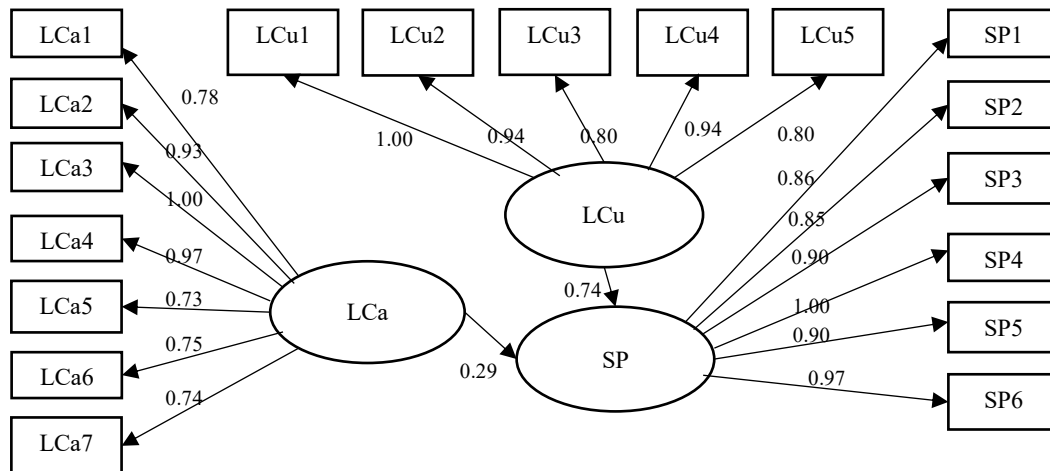 LCa1
LCa2
LCa3
LCa4
LCa5
LCa6
LCa7
0.78
0.93
1.00
0.97
0.73
0.75
0.74
LCu1
LCu2
LCu3
LCu4
LCu5
1.00
0.94
0.80
0.94
0.80
LCu
LCa
SP
0.74
0.29
0.86
0.85
0.90
1.00
0.90
0.97
SP1
SP2
SP3
SP4
SP5
SP6